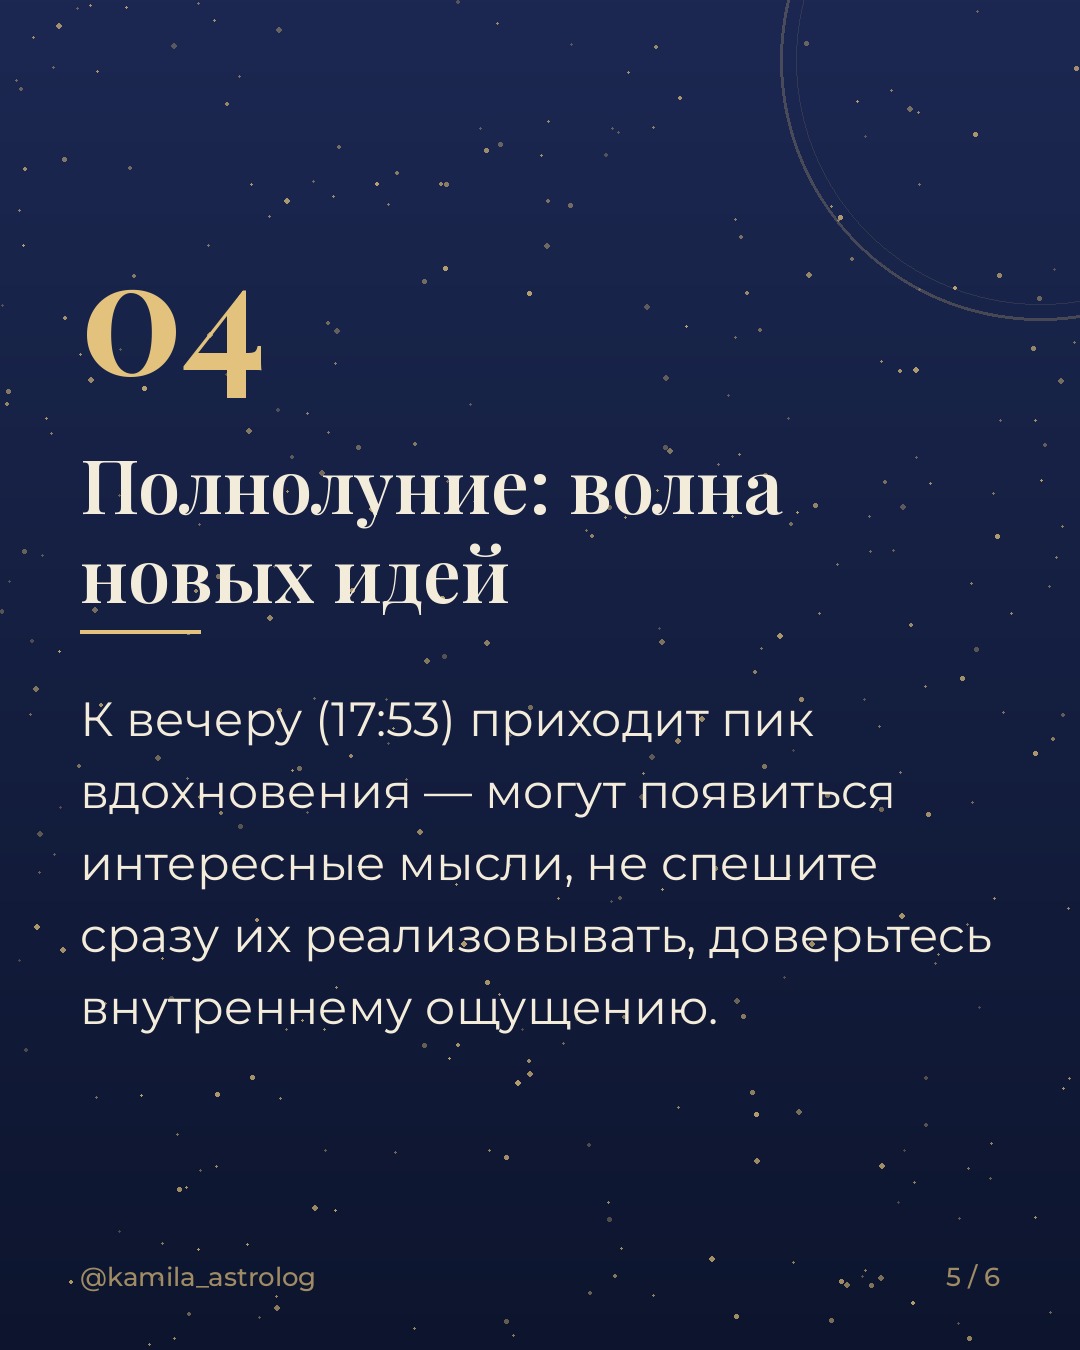 04
Полнолуние: волна
новых идей
К вечеру (17:53) приходит пик
вдохновения — могут появиться
интересные мысли, не спешите
сразу их реализовывать, доверьтесь
внутреннему ощущению.
@kamila_astrolog
5 / 6